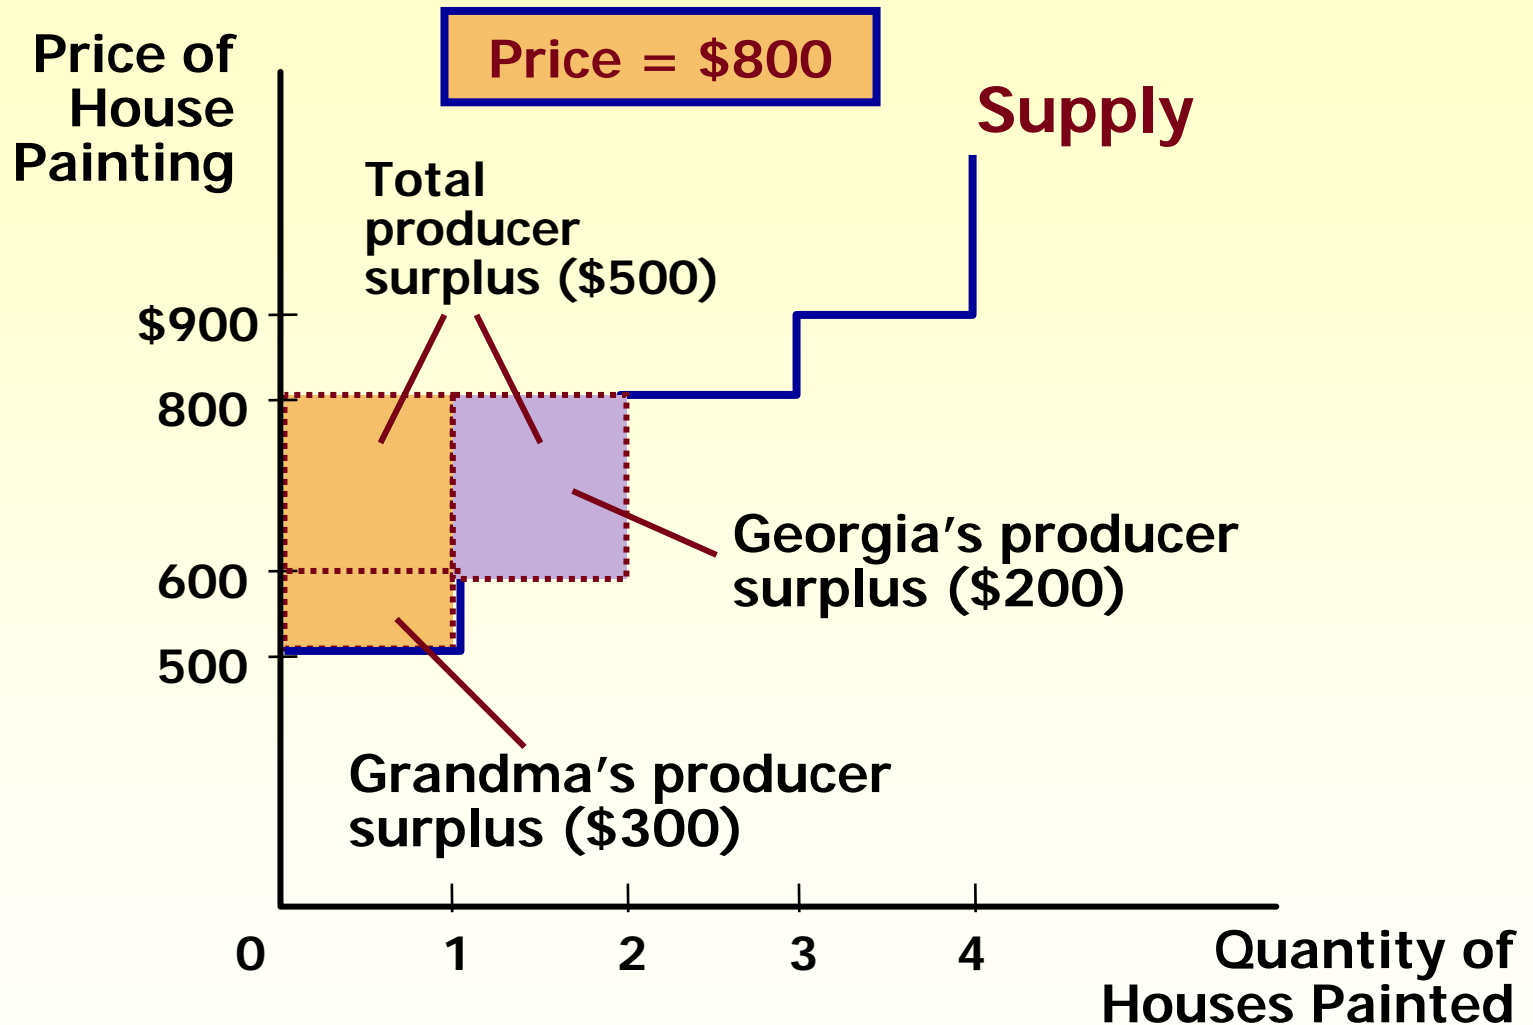 Price of
House
Painting
Price = $800
Supply
Total
producer
surplus ($500)
$900
800
600
500
Georgia's producer
surplus ($200)
Grandma's producer
surplus ($300)
0 1 2 3 4
Quantity of
Houses Painted